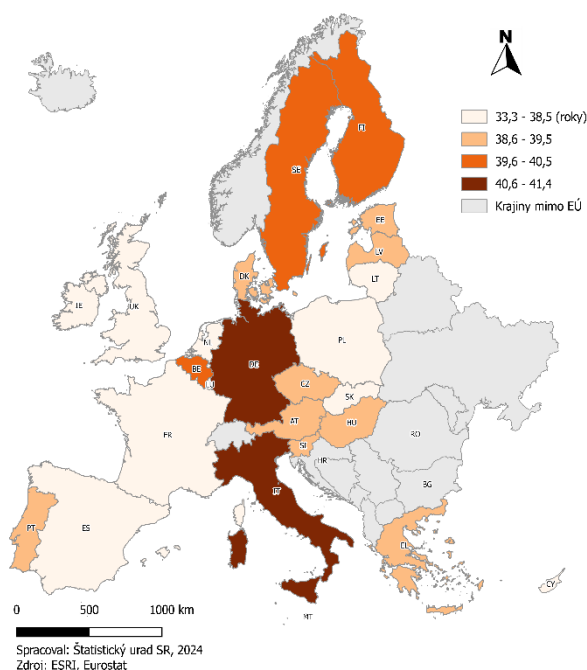 N
33,3 - 38,5 (roky)
38,6 - 39,5
39,6 - 40,5
40,6 - 41,4
Krajiny mimo EÚ
FI
SE
EE
LV
LT
DK
IE
UK
NL
PL
BE
DE
LU
CZ
SK
FR
AT
HU
SI
RO
HR
IT
BG
PT
ES
EL
CY
MT
0 500 1000 km
Spracoval: Štatistický urad SR, 2024
Zdroj: ESRI, Eurostat